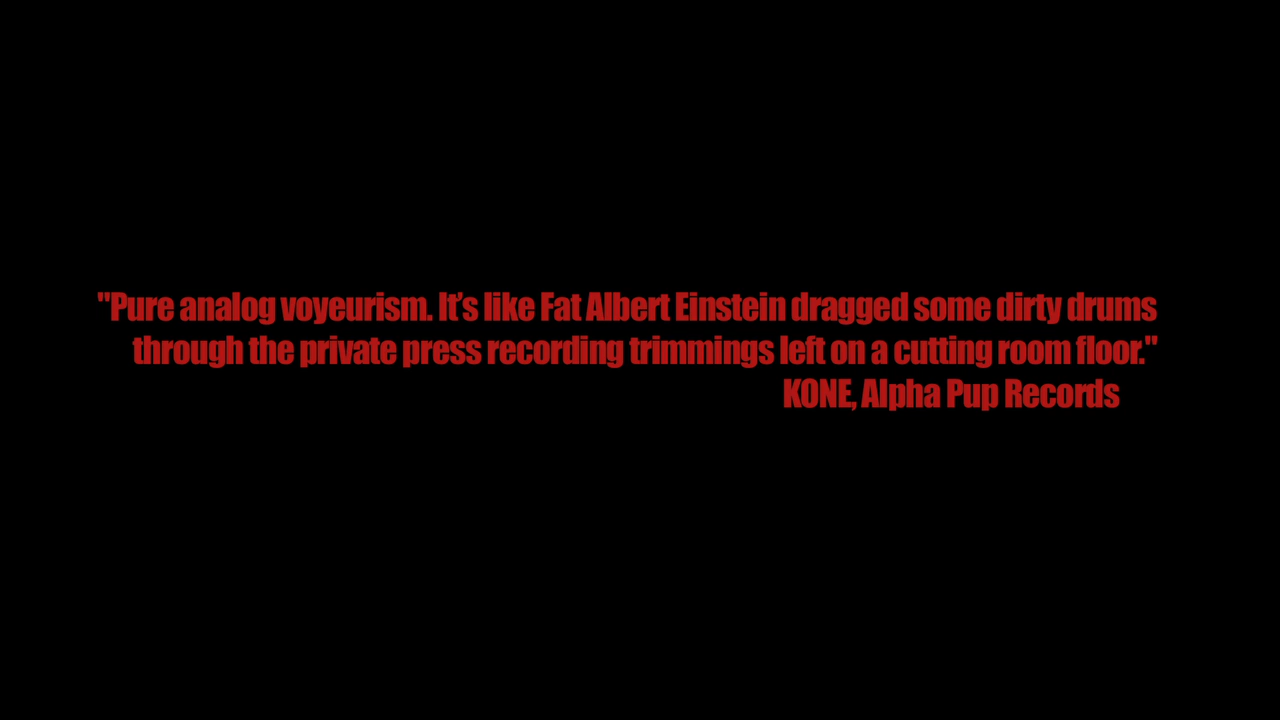 "Pure analog voyeurism. It’s like Fat Albert Einstein dragged some dirty drums
through the private press recording trimmings left on a cutting room floor."
KONE, Alpha Pup Records